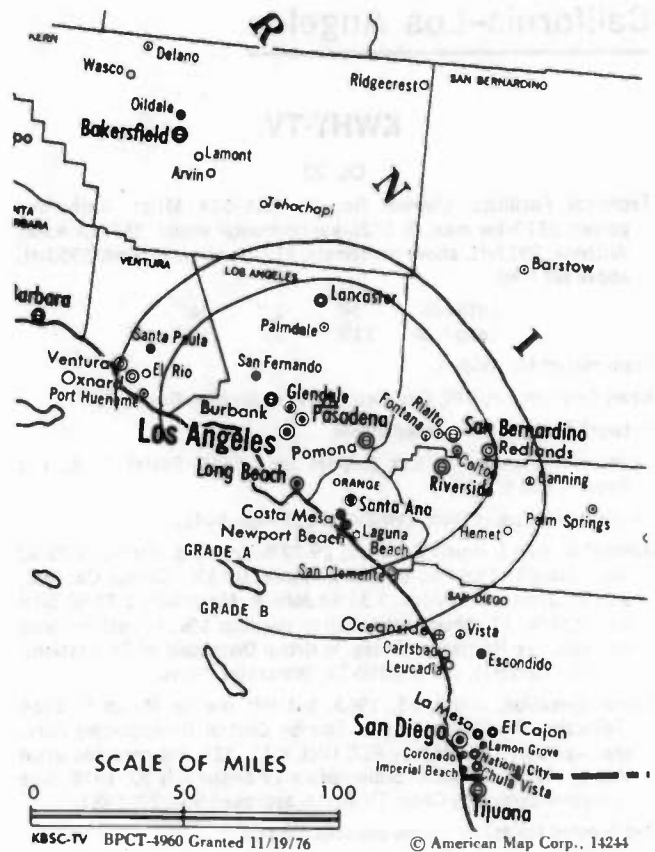 California-Los Angeles
KWHY-TV
KERN
R
Delano
Wasco
Ridgecrest
SAN BERNARDINO
Oildale
Bakersfield
po
Lamont
Arvin
N
Tehachapi
NTA
RBARA
VENTURA
LOS ANGELES
Barstow
I
Lancaster
Palmdale
arbara
Santa Paula
San Fernando
Ventura
El Rio
Oxnard
Port Hueneme
Glendale
Burbank
Pasadena
Fontana
Rialto
San Bernardino
Los Angeles
Redlands
Pomona
Colton
Long Beach
Riverside
Banning
ORANGE
Santa Ana
Palm Springs
Costa Mesa
Hemet
Newport Beach
Laguna
Beach
GRADE A
San Clemente
SAN DIEGO
GRADE B
Oceanside
Vista
Carlsbad
Escondido
Leucadia
La Mesa
El Cajon
San Diego
Lemon Grove
SCALE OF MILES
Coronado
National City
Imperial Beach
Chula Vista
0 50 100
Tijuana
KBSC-TV BPCT-4960 Granted 11/19/76
© American Map Corp., 14244